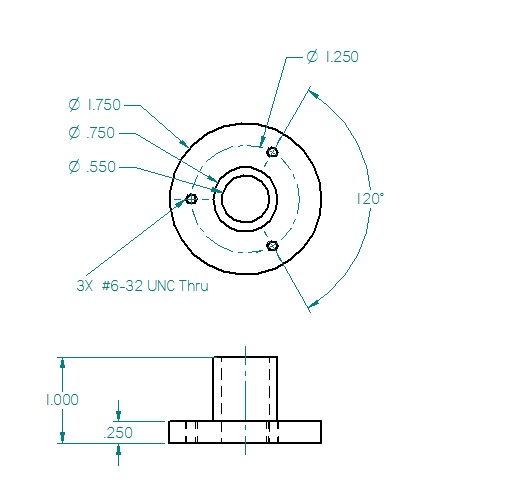 Ø 1.250
Ø 1.750
Ø .750
Ø .550
120°
3X #6-32 UNC Thru
1.000
.250